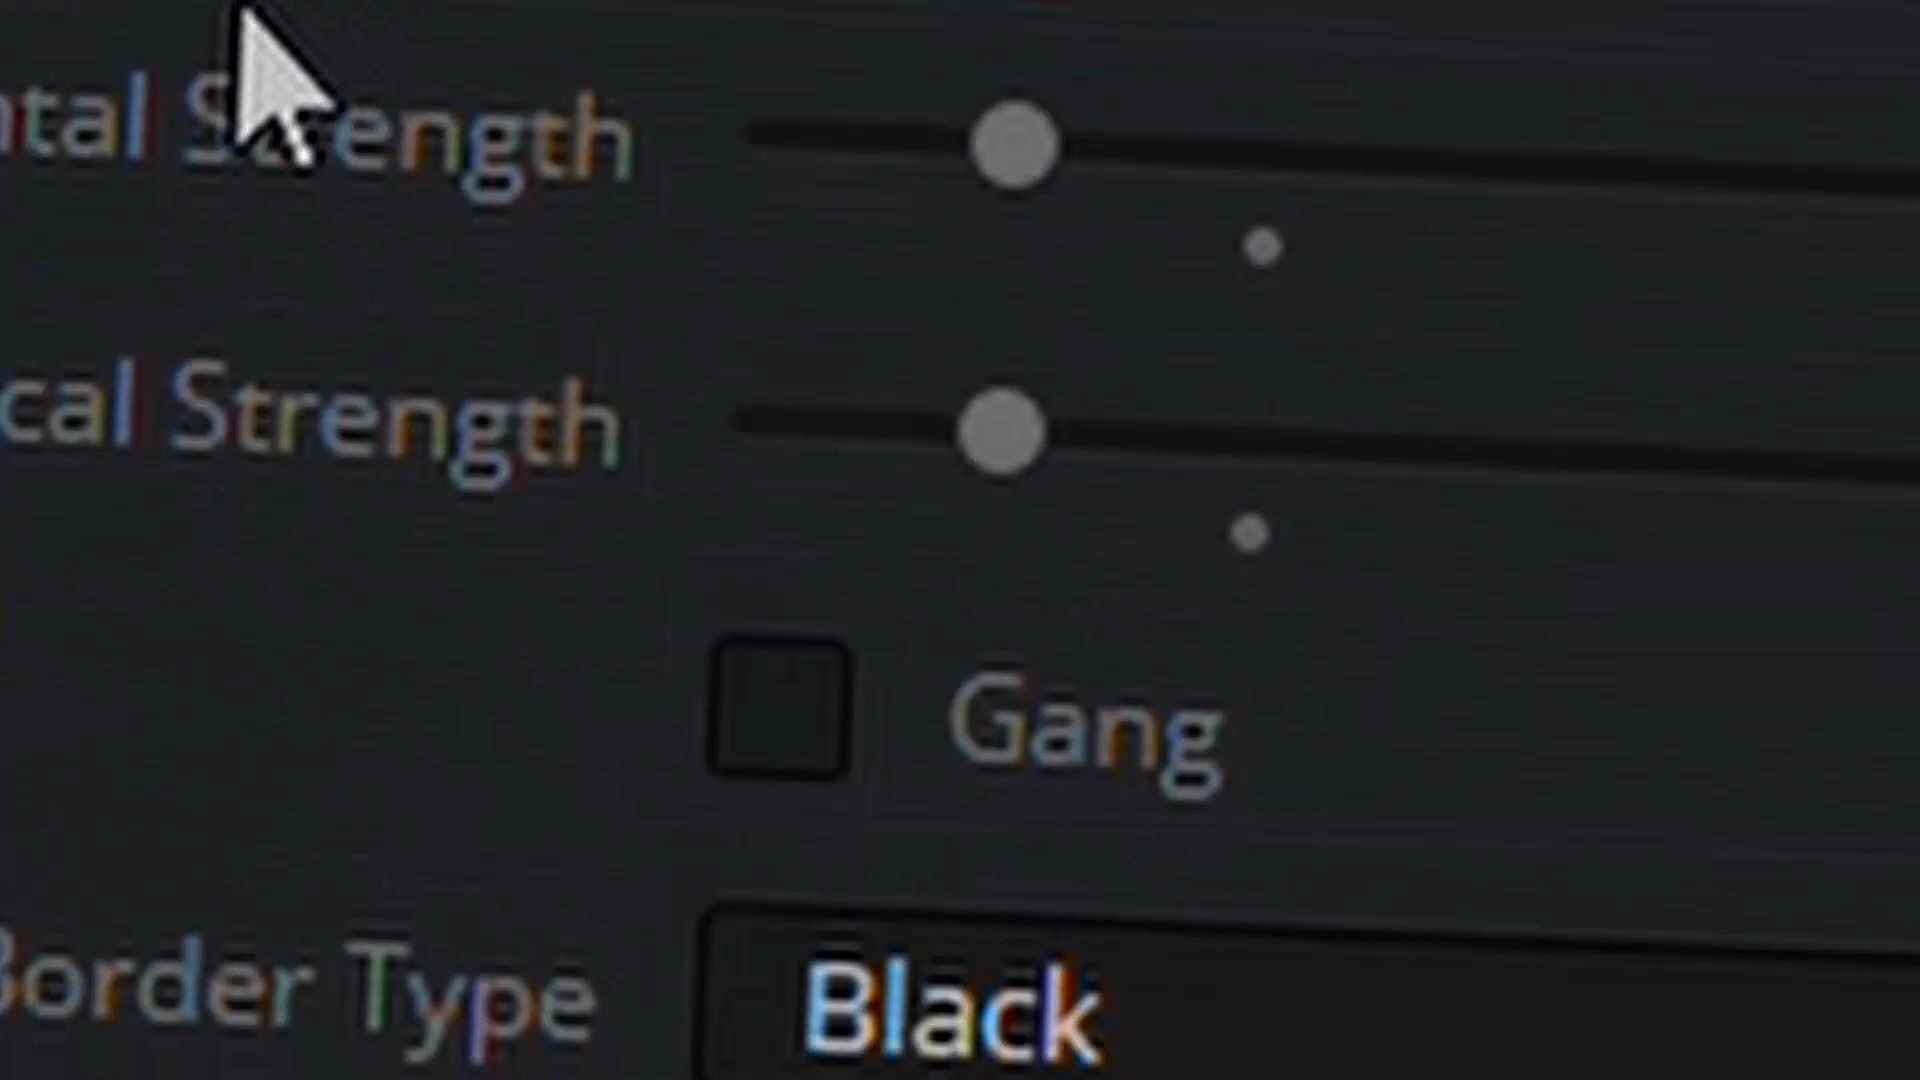 ntal Strength
cal Strength
Gang
Border Type
Black